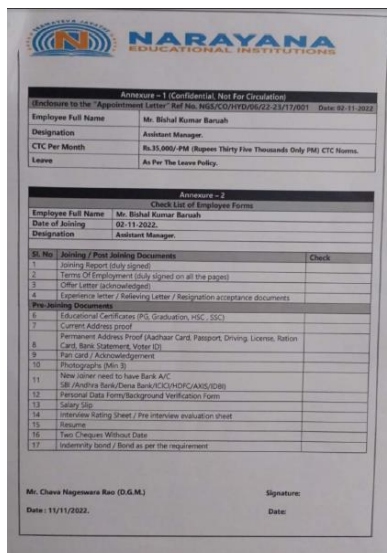 NARAYANA
EDUCATIONAL INSTITUTIONS
Annexure – 1 (Confidential, Not For Circulation)
(Enclosure to the "Appointment Letter" Ref No. NGS/CO/HYD/06/22-23/17/001 Date: 02-11-2022
Employee Full Name Mr. Bishal Kumar Baruah
Designation Assistant Manager.
CTC Per Month Rs.35,000/-PM (Rupees Thirty Five Thousands Only PM) CTC Norms.
Leave As Per The Leave Policy.
Annexure – 2
Check List of Employee Forms
Employee Full Name Mr. Bishal Kumar Baruah
Date of Joining 02-11-2022.
Designation Assistant Manager.
Sl. No Joining / Post Joining Documents Check
1 Joining Report (duly signed)
2 Terms Of Employment (duly signed on all the pages)
3 Offer Letter (acknowledged)
4 Experience letter / Relieving Letter / Resignation acceptance documents
Pre-Joining Documents
6 Educational Certificates (PG, Graduation, HSC , SSC)
7 Current Address proof
8 Permanent Address Proof (Aadhaar Card, Passport, Driving. License, Ration
Card, Bank Statement, Voter ID)
9 Pan card / Acknowledgement
10 Photographs (Min 3)
11 New Joiner need to have Bank A/C
SBI /Andhra Bank/Dena Bank/ICICI/HDFC/AXIS/IDBI)
12 Personal Data Form/Background Verification Form
13 Salary Slip
14 Interview Rating Sheet / Pre interview evaluation sheet
15 Resume
16 Two Cheques Without Date
17 Indemnity bond / Bond as per the requirement
Mr. Chava Nageswara Rao (D.G.M.) Signature:
Date : 11/11/2022. Date: